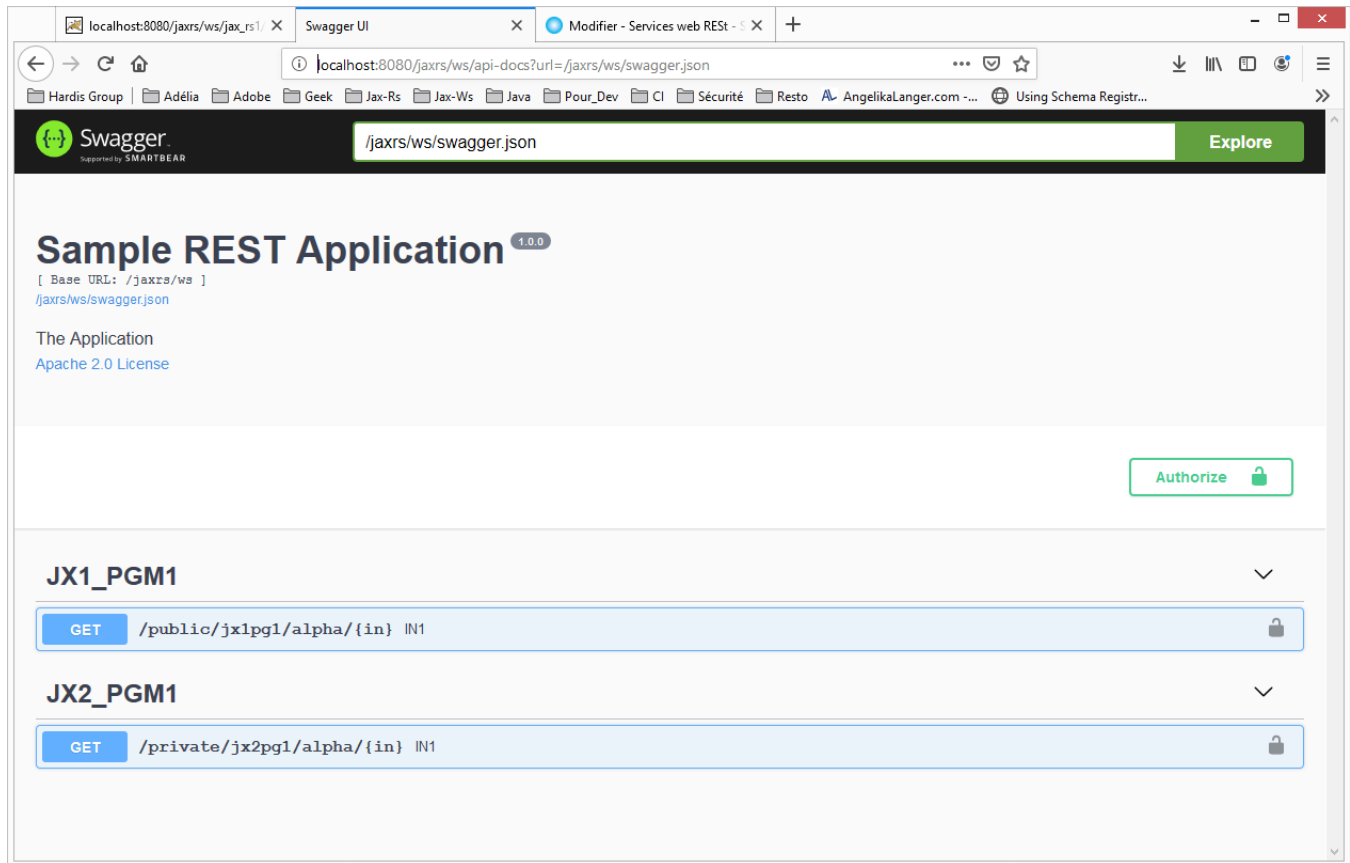 localhost:8080/jaxrs/ws/jax_rs1/ Swagger UI Modifier - Services web RESt - S
localhost:8080/jaxrs/ws/api-docs?url=/jaxrs/ws/swagger.json
Hardis Group Adélia Adobe Geek Jax-Rs Jax-Ws Java Pour_Dev CI Sécurité Resto AL AngelikaLanger.com -... Using Schema Registr...
{··} Swagger
Supported by SMARTBEAR
/jaxrs/ws/swagger.json Explore
Sample REST Application 1.0.0
[ Base URL: /jaxrs/ws ]
/jaxrs/ws/swagger.json
The Application
Apache 2.0 License
Authorize
JX1_PGM1
GET /public/jx1pg1/alpha/{in} IN1
JX2_PGM1
GET /private/jx2pg1/alpha/{in} IN1